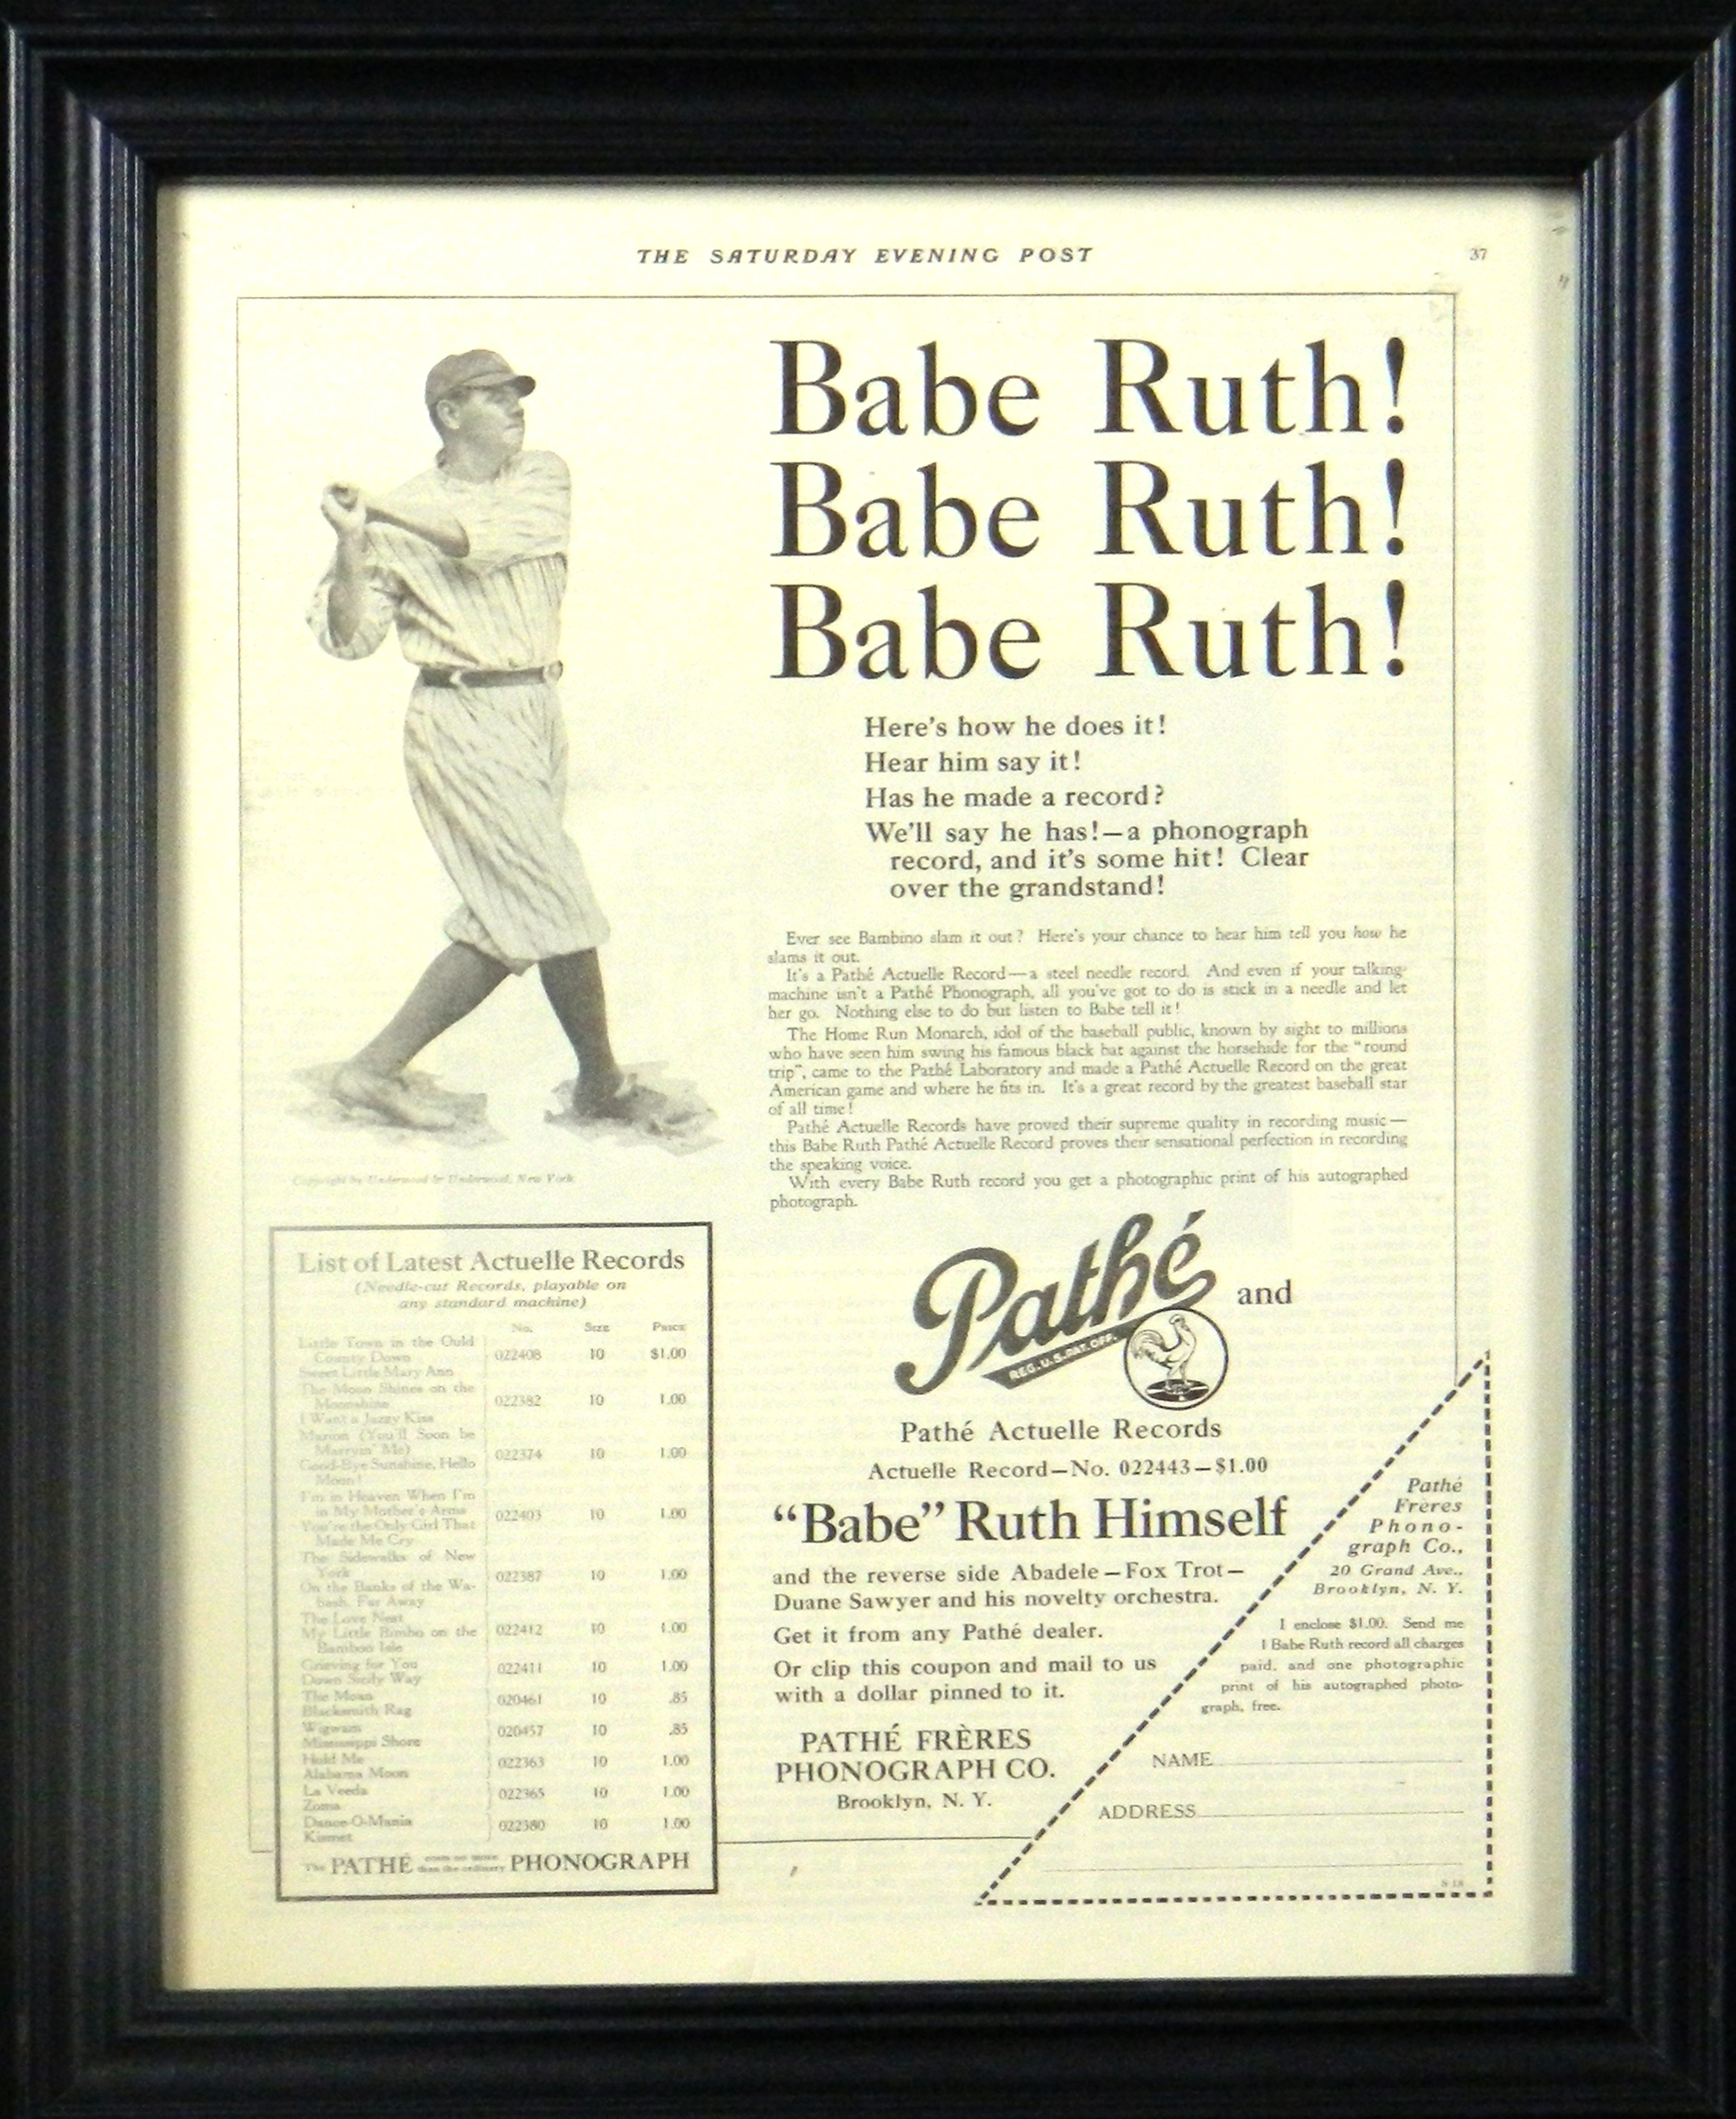 THE SATURDAY EVENING POST
37
Babe Ruth!
Babe Ruth!
Babe Ruth!
Here's how he does it!
Hear him say it!
Has he made a record?
We'll say he has!—a phonograph
record, and it's some hit! Clear
over the grandstand!
Ever see Bambino slam it out? Here's your chance to hear him tell you how he
slams it out.
It's a Pathé Actuelle Record—a steel needle record. And even if your talking-
machine isn't a Pathé Phonograph, all you've got to do is stick in a needle and let
her go. Nothing else to do but listen to Babe tell it!
The Home Run Monarch, idol of the baseball public, known by sight to millions
who have seen him swing his famous black bat against the horsehide for the "round
trip", came to the Pathé Laboratory and made a Pathé Actuelle Record on the great
American game and where he fits in. It's a great record by the greatest baseball star
of all time!
Pathé Actuelle Records have proved their supreme quality in recording music—
this Babe Ruth Pathé Actuelle Record proves their sensational perfection in recording
the speaking voice.
With every Babe Ruth record you get a photographic print of his autographed
photograph.
Copyright by Underwood & Underwood, New York
List of Latest Actuelle Records
(Needle-cut Records, playable on
any standard machine)
No. Size Price
Little Town in the Ould
County Down
Sweet Little Mary Ann
022408 10 $1.00
The Moon Shines on the
Moonshine
I Want a Jazzy Kiss
022382 10 1.00
Marion (You'll Soon be
Marryin' Me)
Good-Bye Sunshine, Hello
Moon!
022374 10 1.00
I'm in Heaven When I'm
in My Mother's Arms
You're the Only Girl That
Made Me Cry
022403 10 1.00
The Sidewalks of New
York
On the Banks of the Wa-
bash, Far Away
022387 10 1.00
The Love Nest
My Little Bimbo on the
Bamboo Isle
022412 10 1.00
Grieving for You
Down Sicily Way
022411 10 1.00
The Moan
Blacksmith Rag
020461 10 .85
Wigwam
Mississippi Shore
020457 10 .85
Hold Me
Alabama Moon
022363 10 1.00
La Veeda
Zoma
022365 10 1.00
Dance-O-Mania
Kismet
022380 10 1.00
The PATHÉ than the ordinary PHONOGRAPH
Pathé and
REG. U.S. PAT. OFF.
Pathé Actuelle Records
Actuelle Record—No. 022443—$1.00
"Babe" Ruth Himself
and the reverse side Abadele—Fox Trot—
Duane Sawyer and his novelty orchestra.
Get it from any Pathé dealer.
Or clip this coupon and mail to us
with a dollar pinned to it.
PATHÉ FRÈRES
PHONOGRAPH CO.
Brooklyn, N. Y.
Pathé
Freres
Phono-
graph Co.,
20 Grand Ave.,
Brooklyn, N. Y.
I enclose $1.00. Send me
1 Babe Ruth record all charges
paid, and one photographic
print of his autographed photo-
graph, free.
NAME
ADDRESS